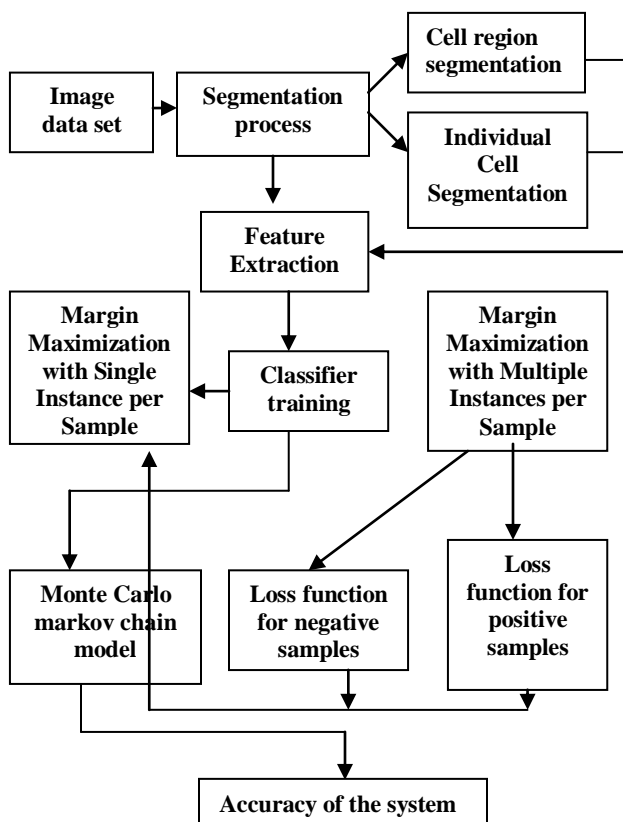 Cell region
segmentation
Image
data set
Segmentation
process
Individual
Cell
Segmentation
Feature
Extraction
Margin
Maximization
with Single
Instance per
Sample
Classifier
training
Margin
Maximization
with Multiple
Instances per
Sample
Monte Carlo
markov chain
model
Loss function
for negative
samples
Loss
function for
positive
samples
Accuracy of the system